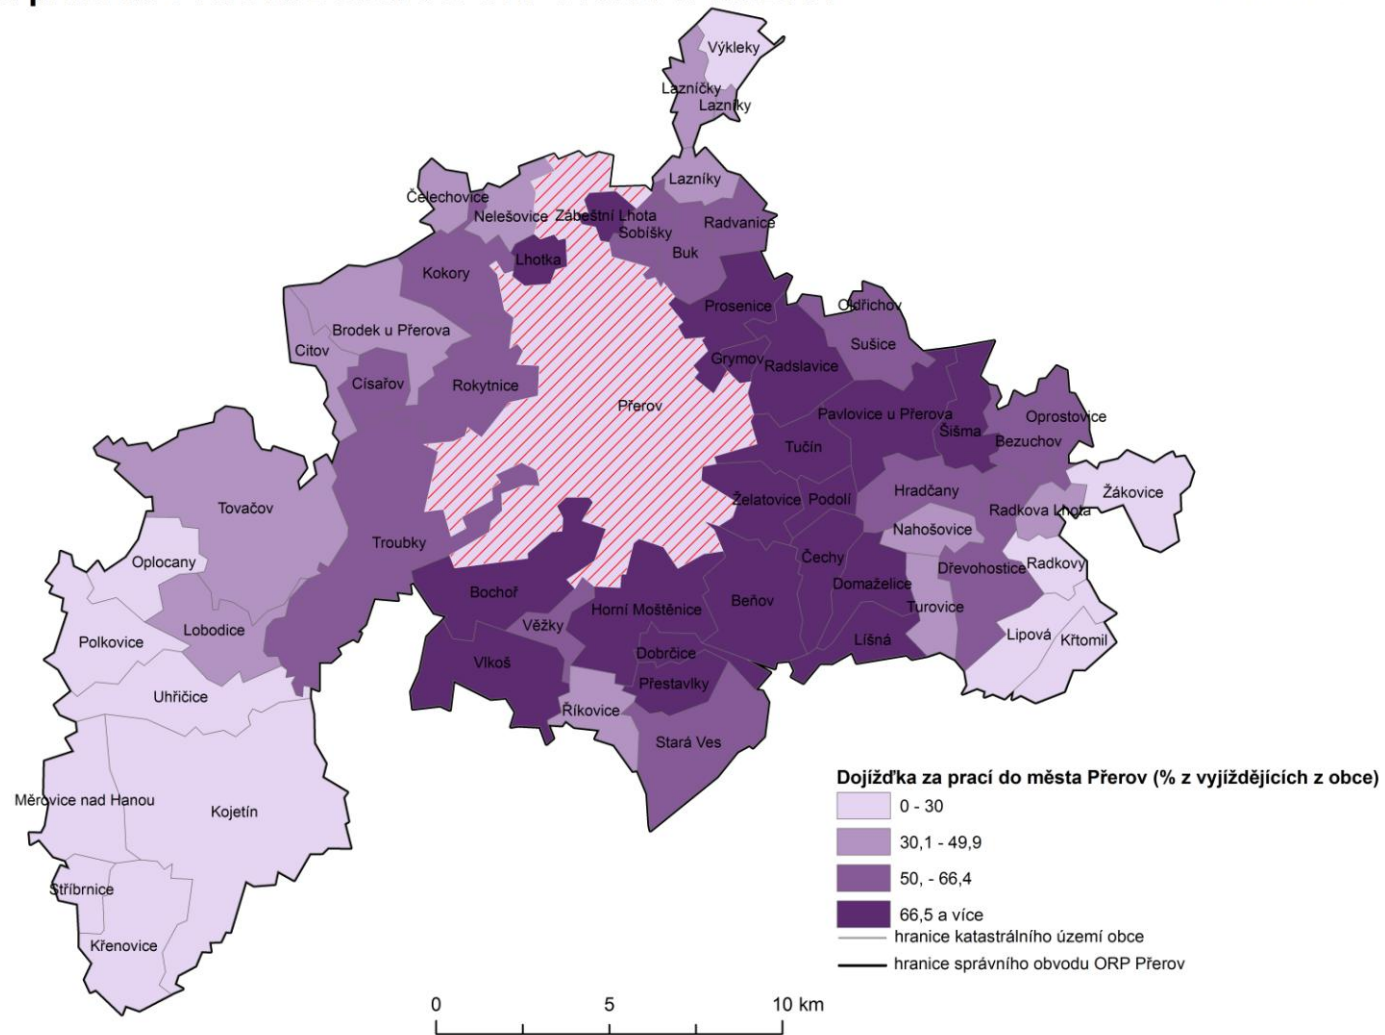 Výkleky
Lazníčky
Lazníky
Lazníky
Čelechovice
Nelešovice
Zábeštní Lhota
Sobíšky
Radvanice
Buk
Lhotka
Kokory
Prosenice
Oldřichov
Brodek u Přerova
Sušice
Citov
Grymov
Radslavice
Císařov
Rokytnice
Přerov
Pavlovice u Přerova
Oprostovice
Šišma
Bezuchov
Tučín
Hradčany
Žákovice
Želatovice
Podolí
Tovačov
Radkova Lhota
Nahošovice
Troubky
Čechy
Oplocany
Dřevohostice
Radkovy
Domaželice
Bochoř
Beňov
Horní Moštěnice
Turovice
Věžky
Lobodice
Lipová
Křtomil
Polkovice
Líšná
Dobrčice
Vlkoš
Přestavlky
Uhřičice
Říkovice
Stará Ves
Měrovice nad Hanou
Kojetín
Stříbrnice
Křenovice
Dojížďka za prací do města Přerov (% z vyjíždějících z obce)
0 - 30
30,1 - 49,9
50, - 66,4
66,5 a více
hranice katastrálního území obce
hranice správního obvodu ORP Přerov
0 5 10 km